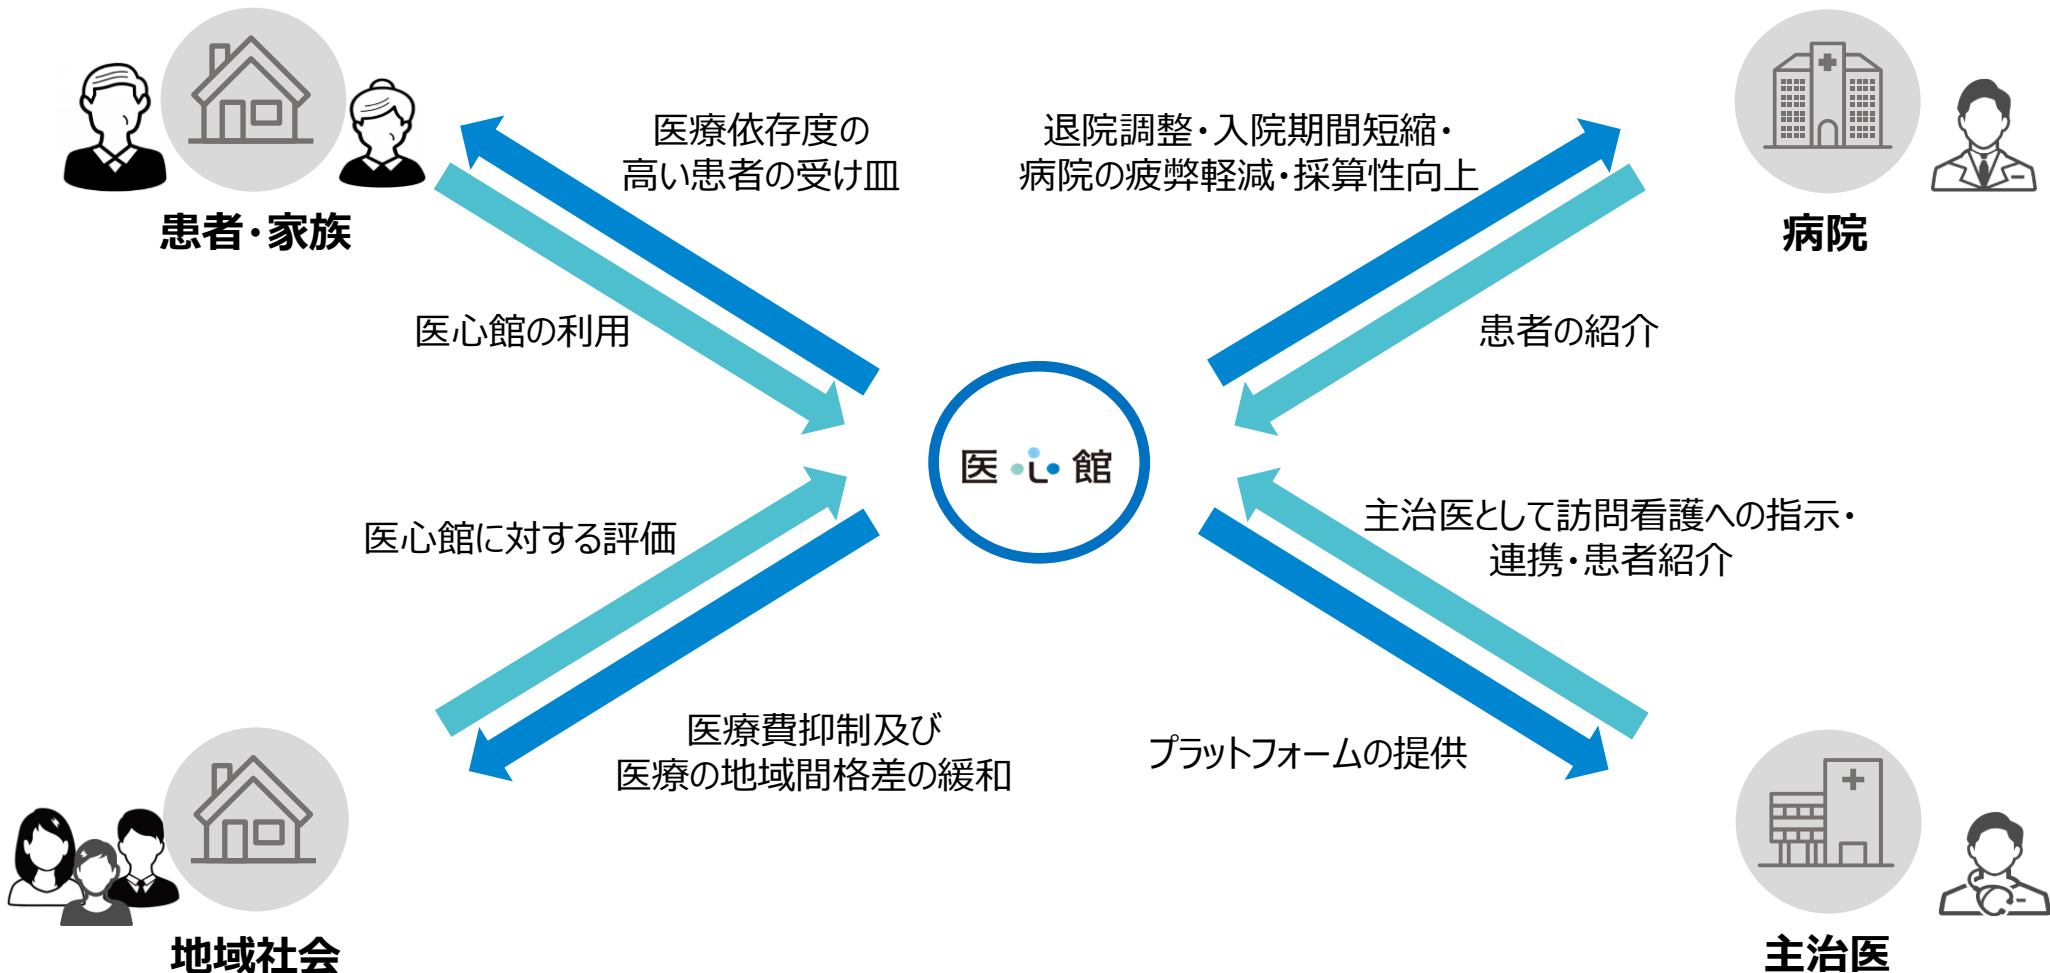 医療依存度の
高い患者の受け皿
退院調整・入院期間短縮・
病院の疲弊軽減・採算性向上
患者・家族
病院
医心館の利用
患者の紹介
医心館
医心館に対する評価
主治医として訪問看護への指示・
連携・患者紹介
医療費抑制及び
医療の地域間格差の緩和
プラットフォームの提供
地域社会
主治医